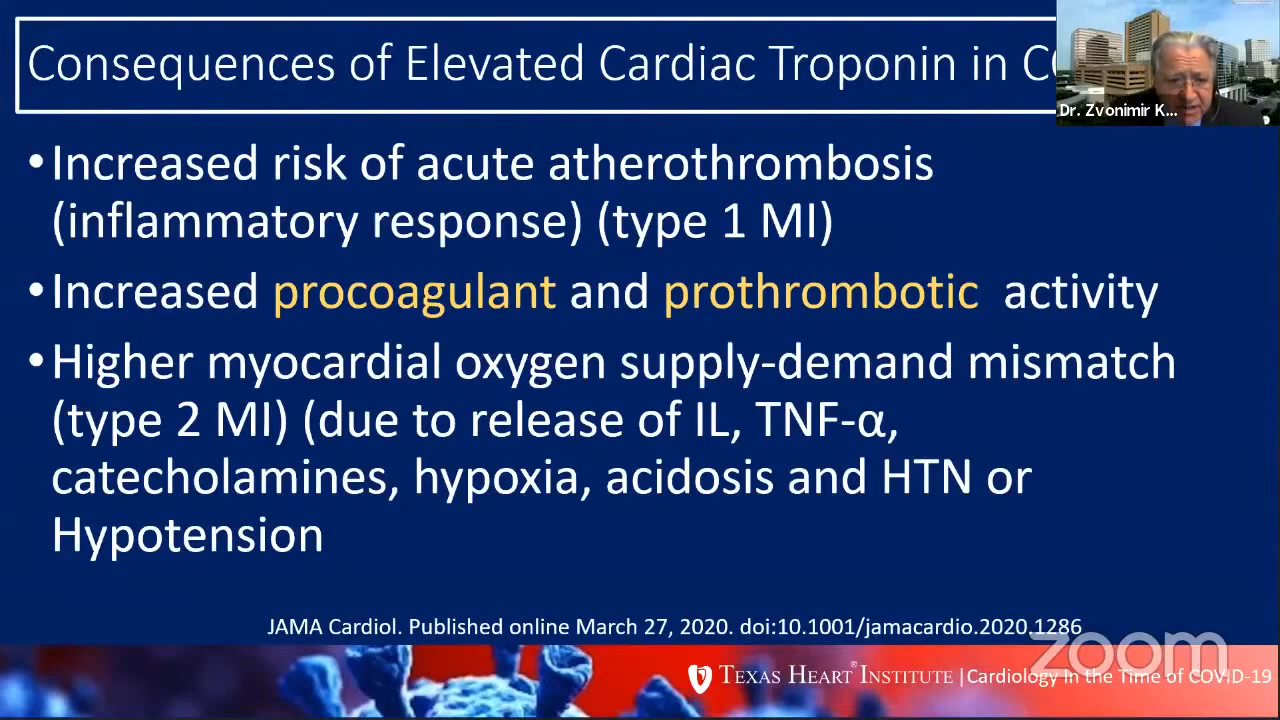 Consequences of Elevated Cardiac Troponin in
Dr. Zvonimir K...
•Increased risk of acute atherothrombosis
(inflammatory response) (type 1 MI)
•Increased procoagulant and prothrombotic activity
•Higher myocardial oxygen supply-demand mismatch
(type 2 MI) (due to release of IL, TNF-α,
catecholamines, hypoxia, acidosis and HTN or
Hypotension
JAMA Cardiol. Published online March 27, 2020. doi:10.1001/jamacardio.2020.1286
zoom
TEXAS HEART® INSTITUTE |Cardiology in the Time of COVID-19